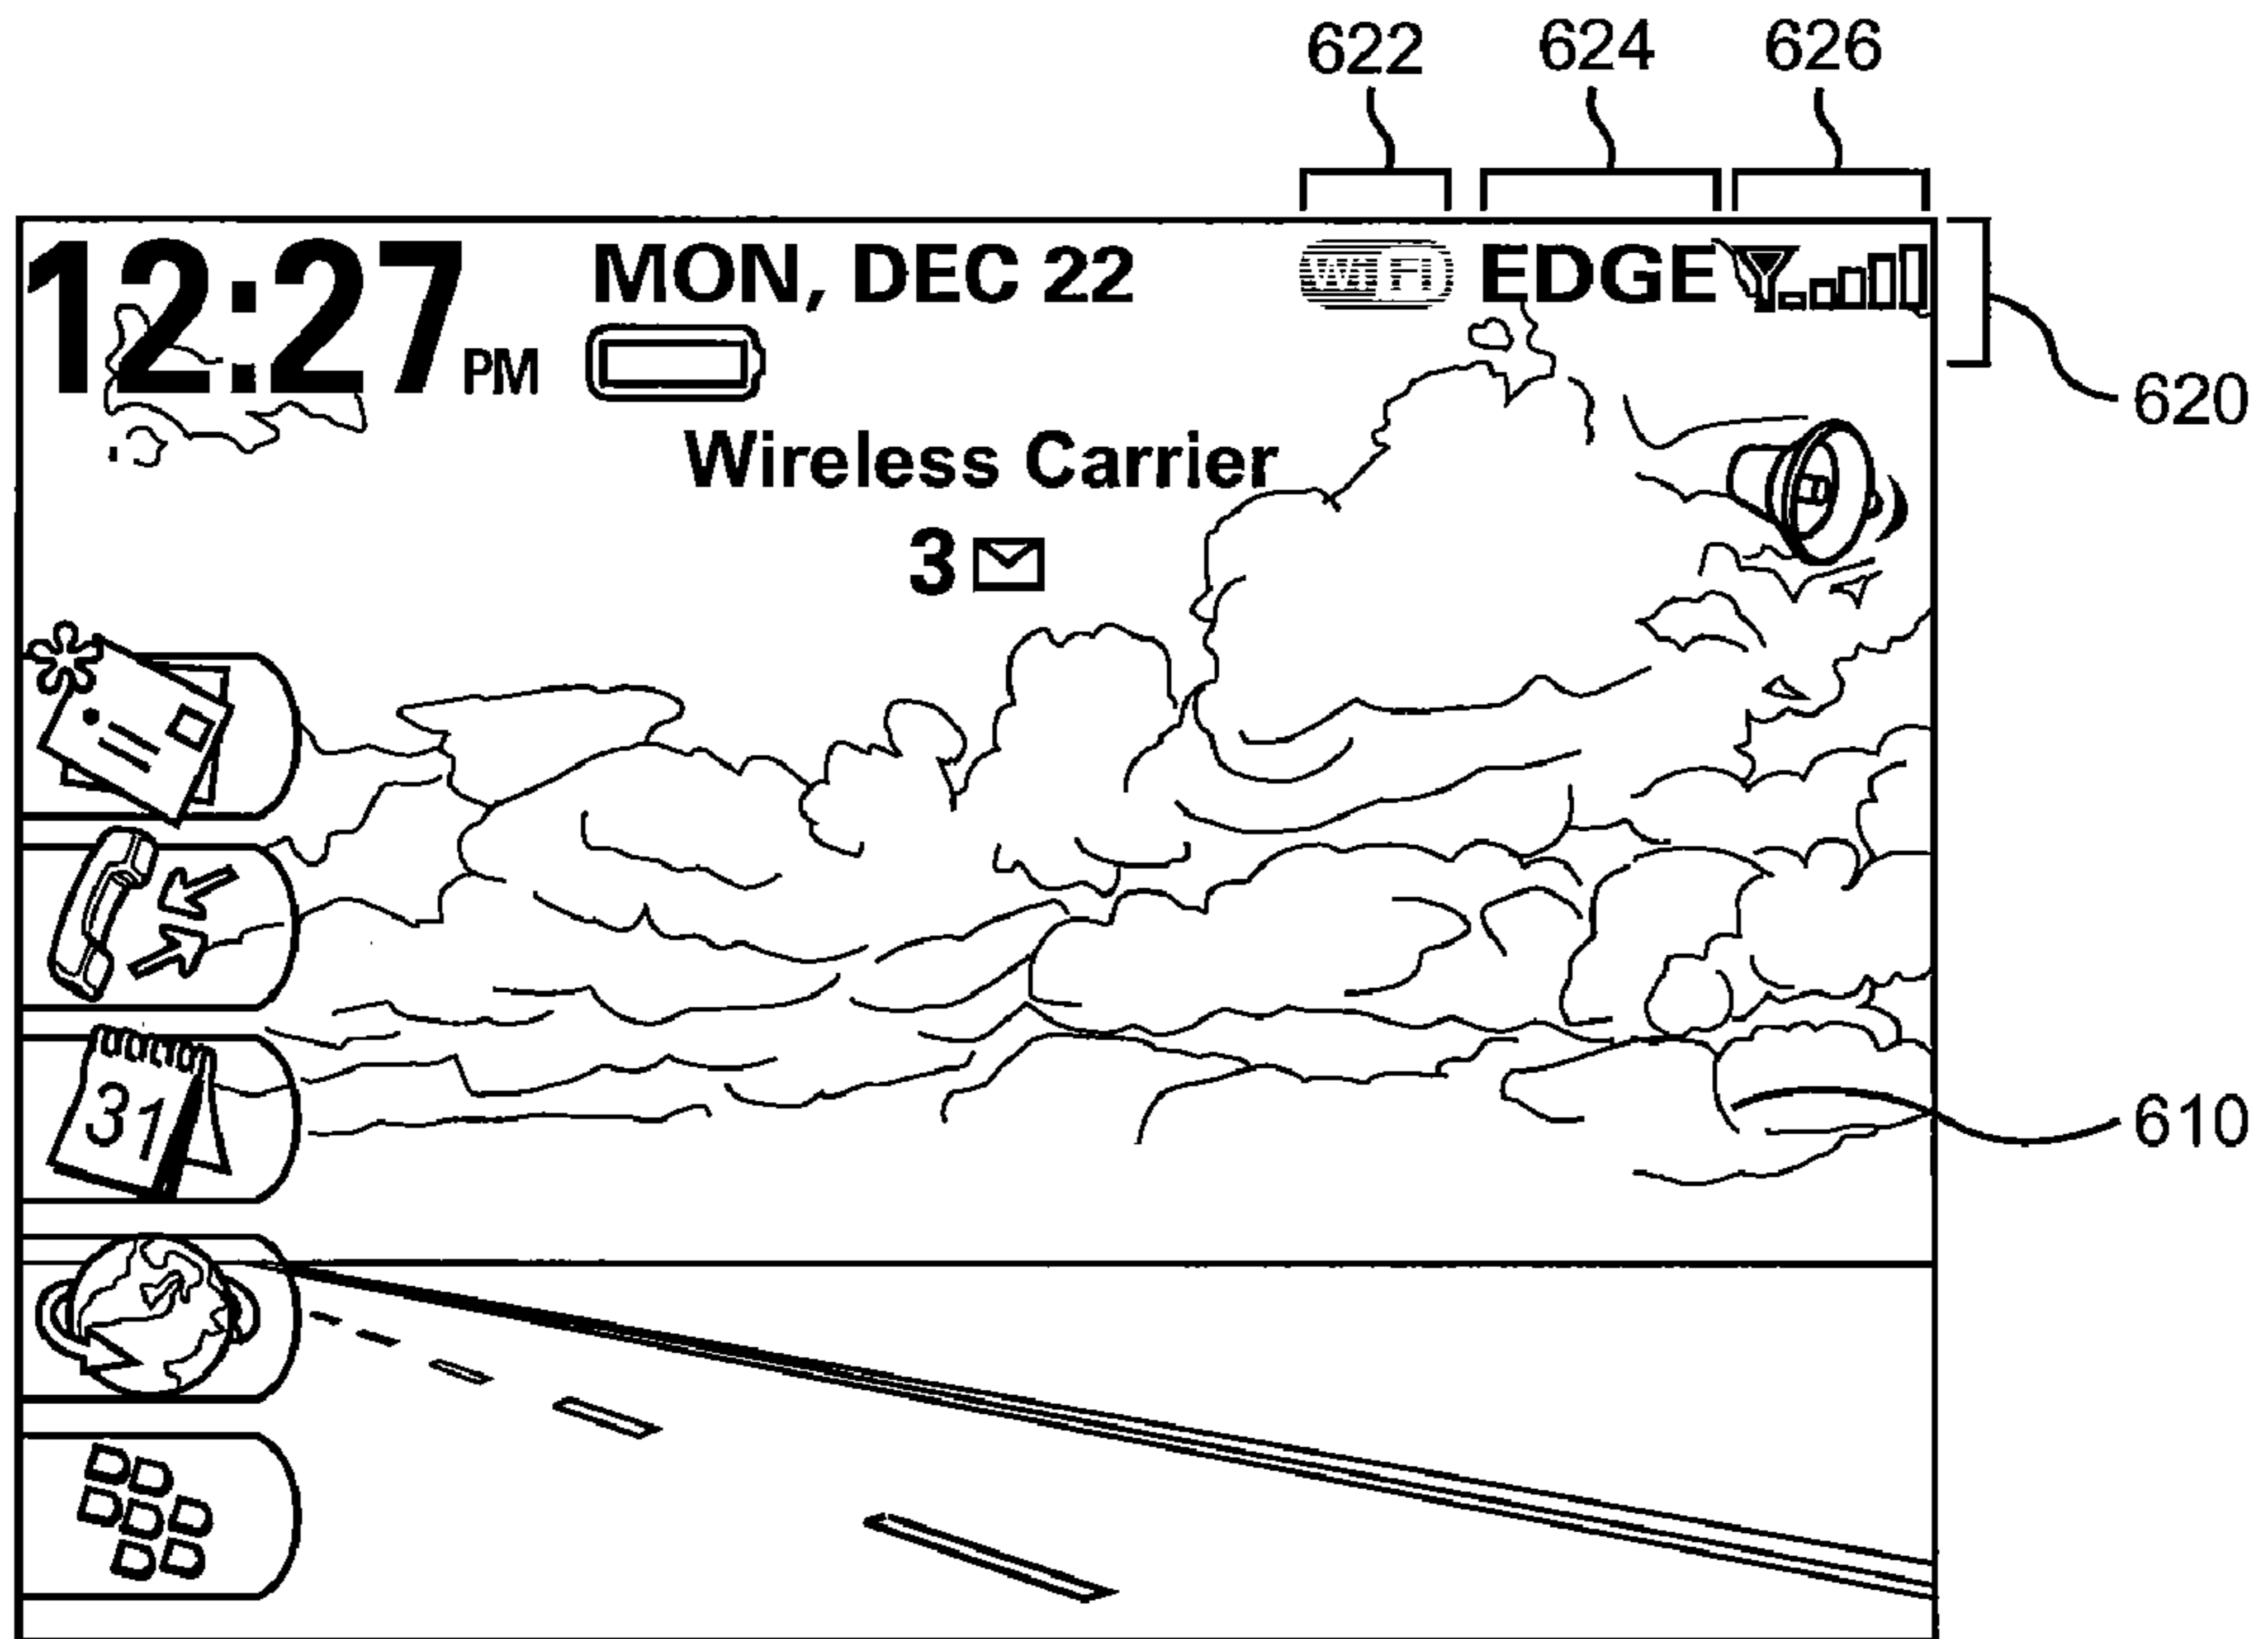 622 624 626
12:27 PM MON, DEC 22 WiFi EDGE
620
Wireless Carrier
3
31
610